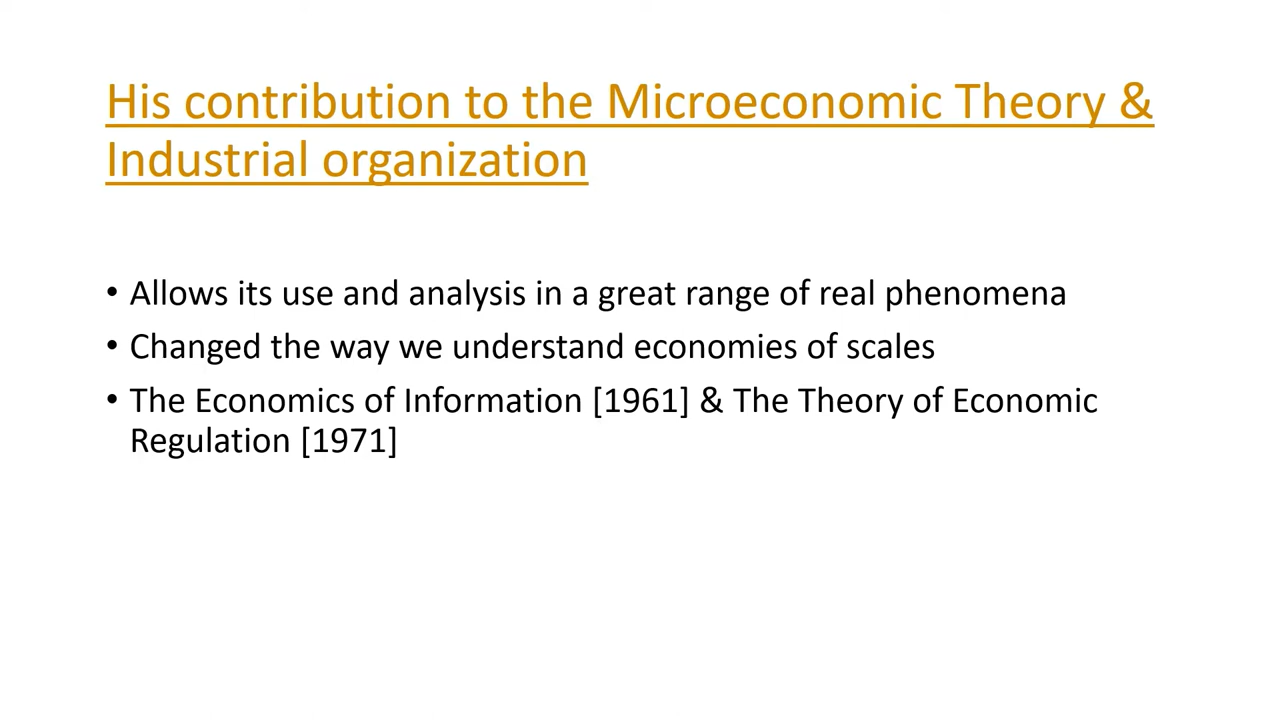 His contribution to the Microeconomic Theory &
Industrial organization
• Allows its use and analysis in a great range of real phenomena
• Changed the way we understand economies of scales
• The Economics of Information [1961] & The Theory of Economic
Regulation [1971]